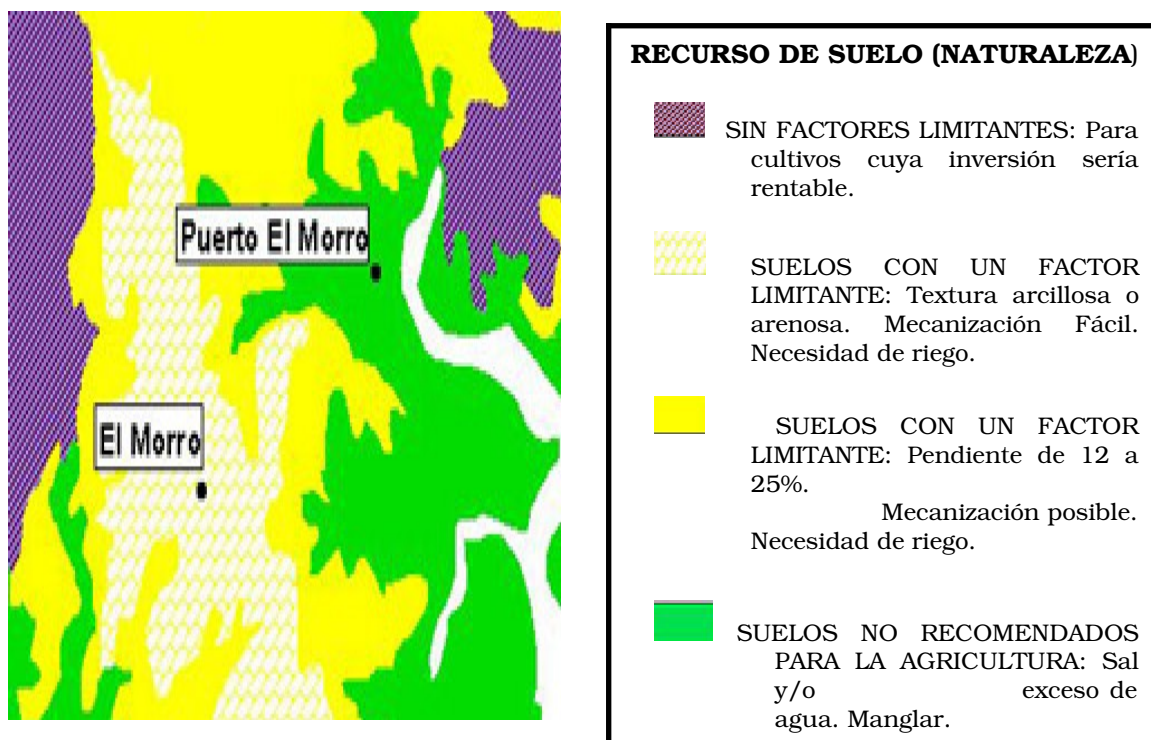 Puerto El Morro
El Morro
RECURSO DE SUELO (NATURALEZA)
SIN FACTORES LIMITANTES: Para
cultivos cuya inversión sería
rentable.
SUELOS CON UN FACTOR
LIMITANTE: Textura arcillosa o
arenosa. Mecanización Fácil.
Necesidad de riego.
SUELOS CON UN FACTOR
LIMITANTE: Pendiente de 12 a
25%.
Mecanización posible.
Necesidad de riego.
SUELOS NO RECOMENDADOS
PARA LA AGRICULTURA: Sal
y/o exceso de
agua. Manglar.